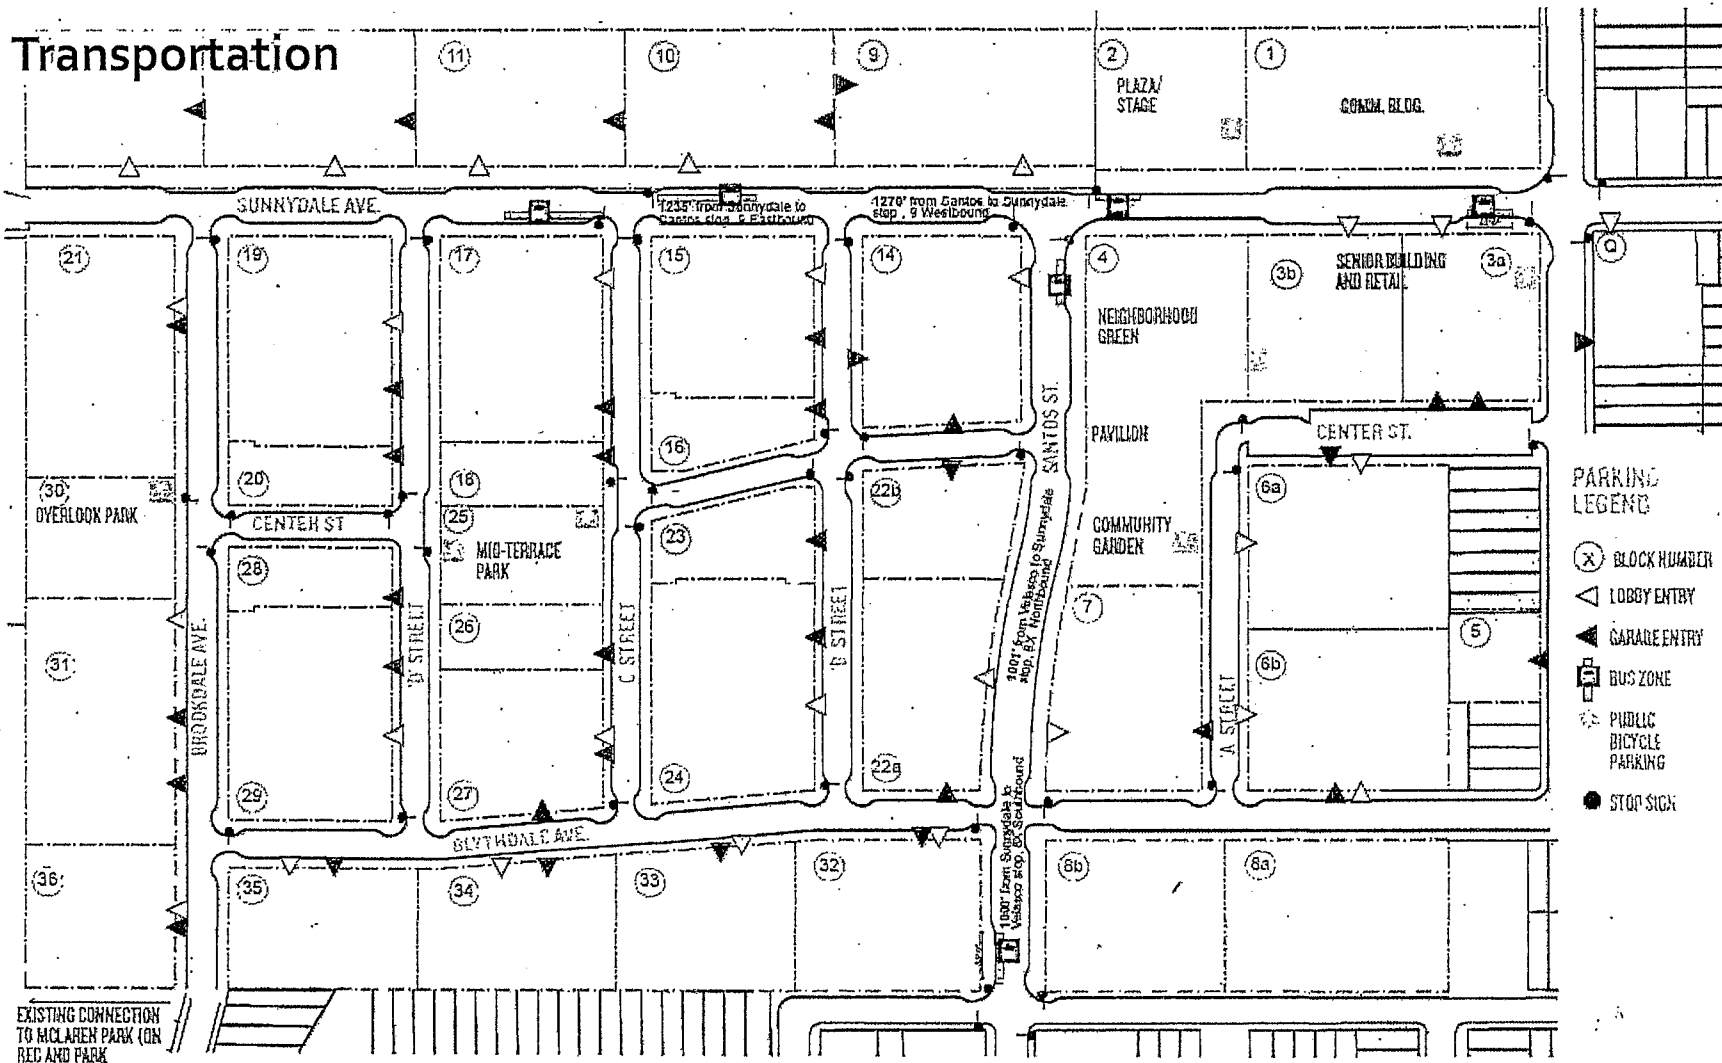 Transportation
11
10
9
2
1
PLAZA/
STAGE
COMM. BLDG.
SUNNYDALE AVE.
1235' from Sunnydale to
Santos stop, 9 Eastbound
1270' from Santos to Sunnydale
stop, 9 Westbound
21
19
17
15
14
4
3b
SENIOR BUILDING
AND RETAIL
3a
Q
NEIGHBORHOOD
GREEN
SANTOS ST.
PAVILION
CENTER ST.
16
20
18
22b
6a
30
OVERLOOK PARK
CENTER ST
25
MID-TERRACE
PARK
23
COMMUNITY
GARDEN
28
26
7
5
31
6b
BROOKDALE AVE.
'D' STREET
C STREET
'B' STREET
1001' from Velasco to Sunnydale
stop, 8X Northbound
'A' STREET
29
27
24
22a
BLYTHDALE AVE.
1000' from Sunnydale to
Velasco stop, 8X Southbound
36
35
34
33
32
8b
8a
PARKING
LEGEND
X BLOCK NUMBER
LOBBY ENTRY
GARAGE ENTRY
BUS ZONE
PUBLIC
BICYCLE
PARKING
STOP SIGN
EXISTING CONNECTION
TO MCLAREN PARK (ON
REC AND PARK